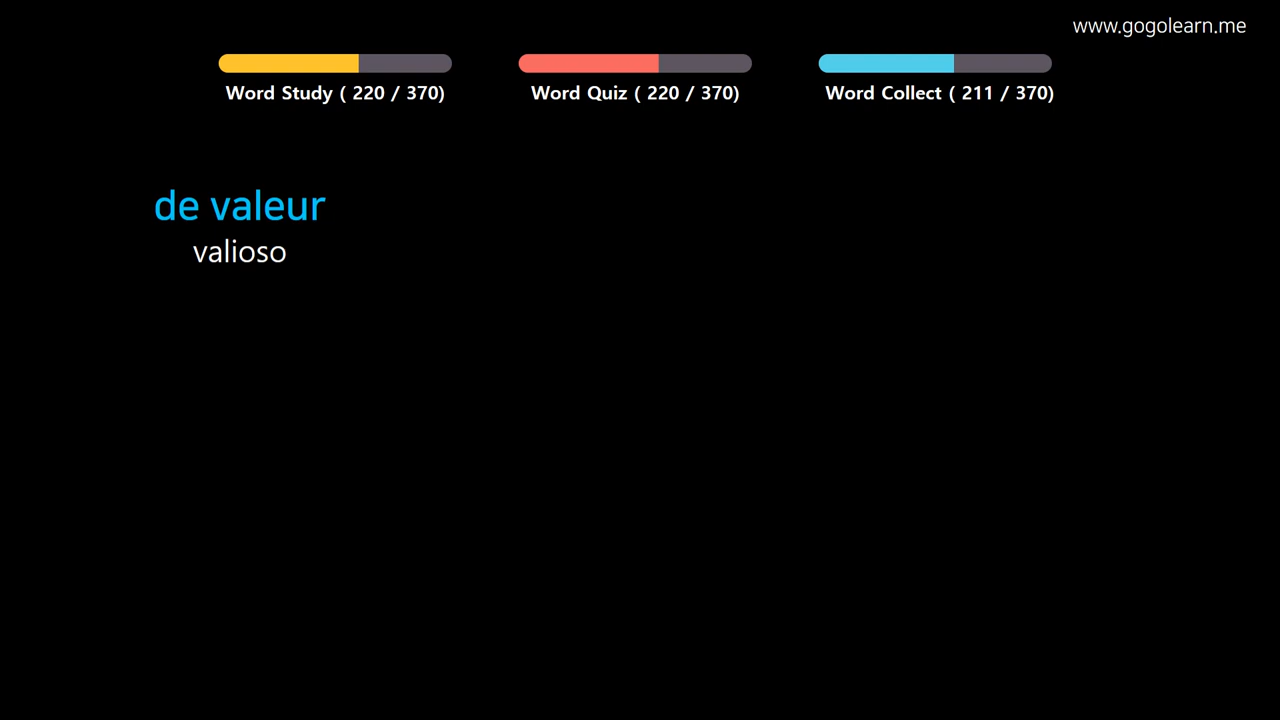 www.gogolearn.me
Word Study ( 220 / 370)
Word Quiz ( 220 / 370)
Word Collect ( 211 / 370)
de valeur
valioso